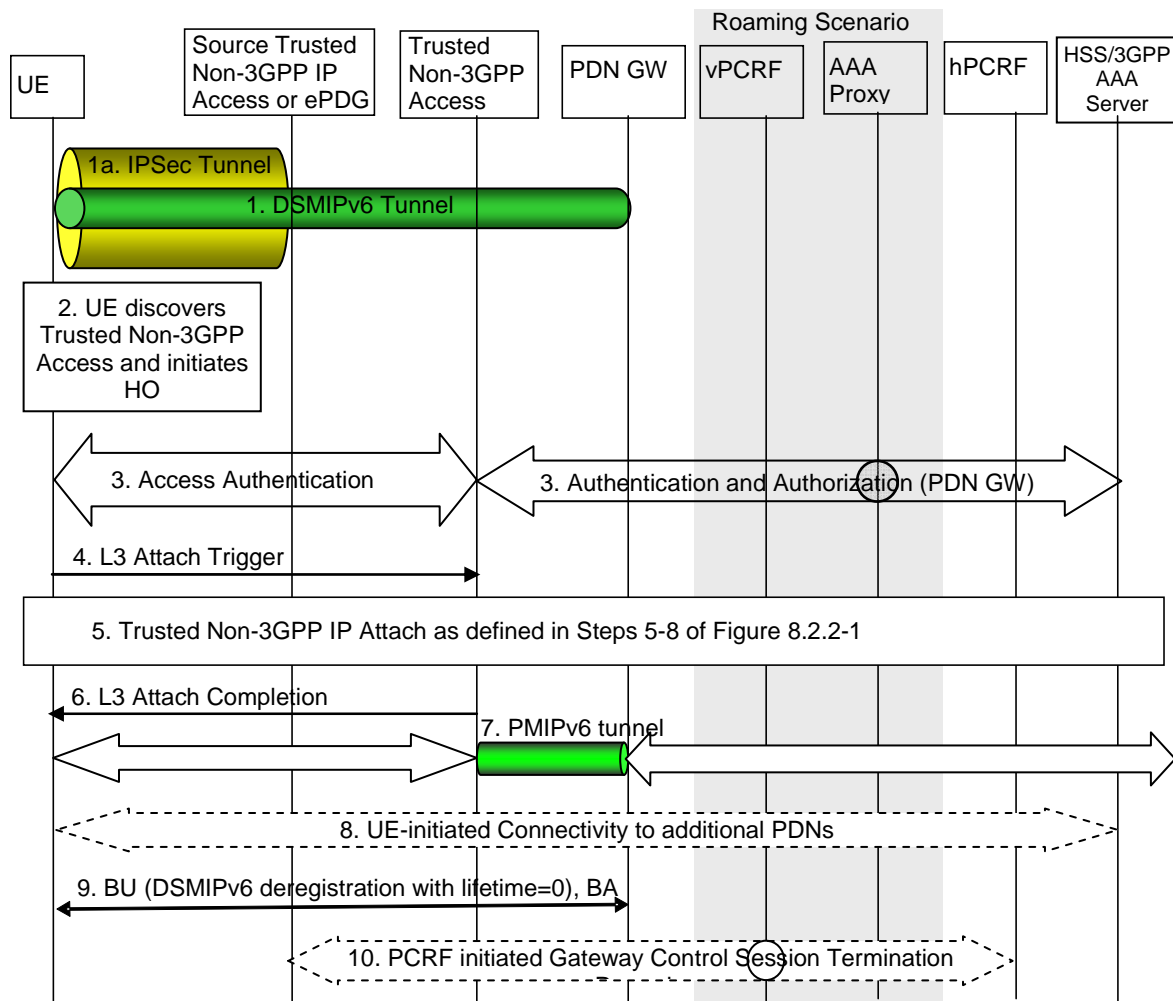 Roaming Scenario
UE
Source Trusted
Non-3GPP IP
Access or ePDG
Trusted
Non-3GPP
Access
PDN GW
vPCRF
AAA
Proxy
hPCRF
HSS/3GPP
AAA
Server
1a. IPSec Tunnel
1. DSMIPv6 Tunnel
2. UE discovers
Trusted Non-3GPP
Access and initiates
HO
3. Access Authentication
3. Authentication and Authorization (PDN GW)
4. L3 Attach Trigger
5. Trusted Non-3GPP IP Attach as defined in Steps 5-8 of Figure 8.2.2-1
6. L3 Attach Completion
7. PMIPv6 tunnel
8. UE-initiated Connectivity to additional PDNs
9. BU (DSMIPv6 deregistration with lifetime=0), BA
10. PCRF initiated Gateway Control Session Termination